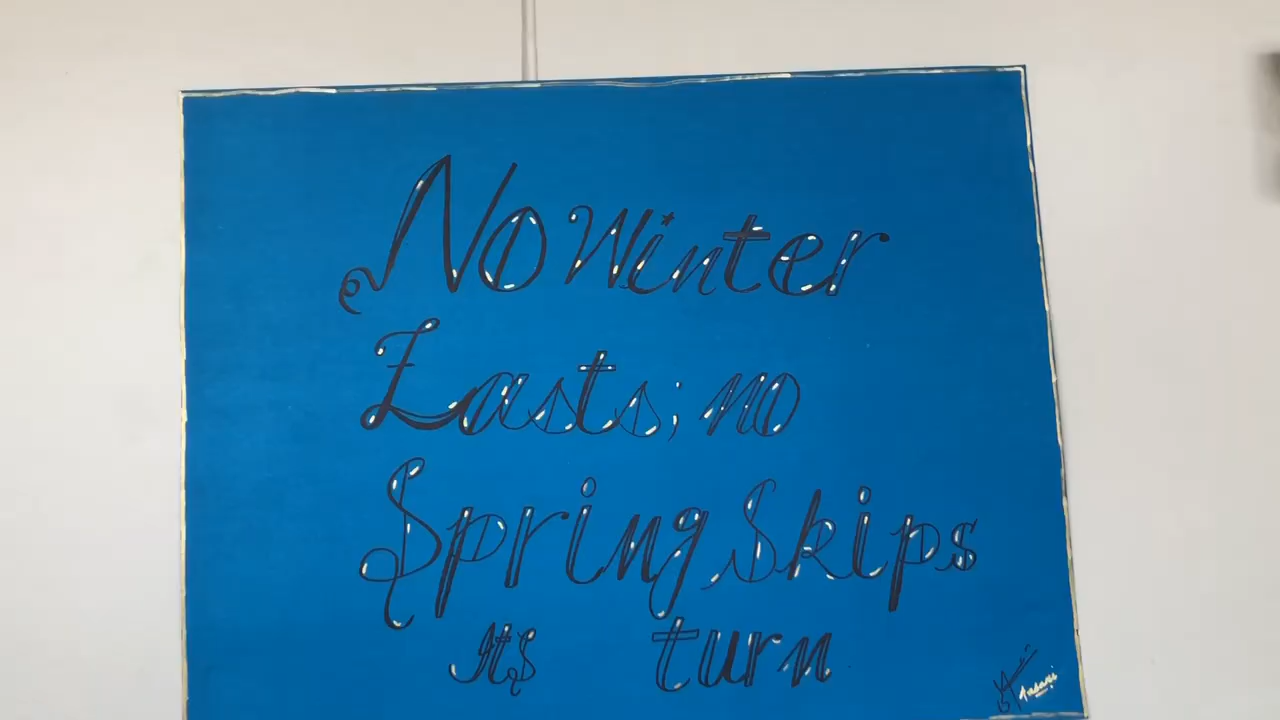 No Winter
Lasts; no
Spring Skips
Its turn